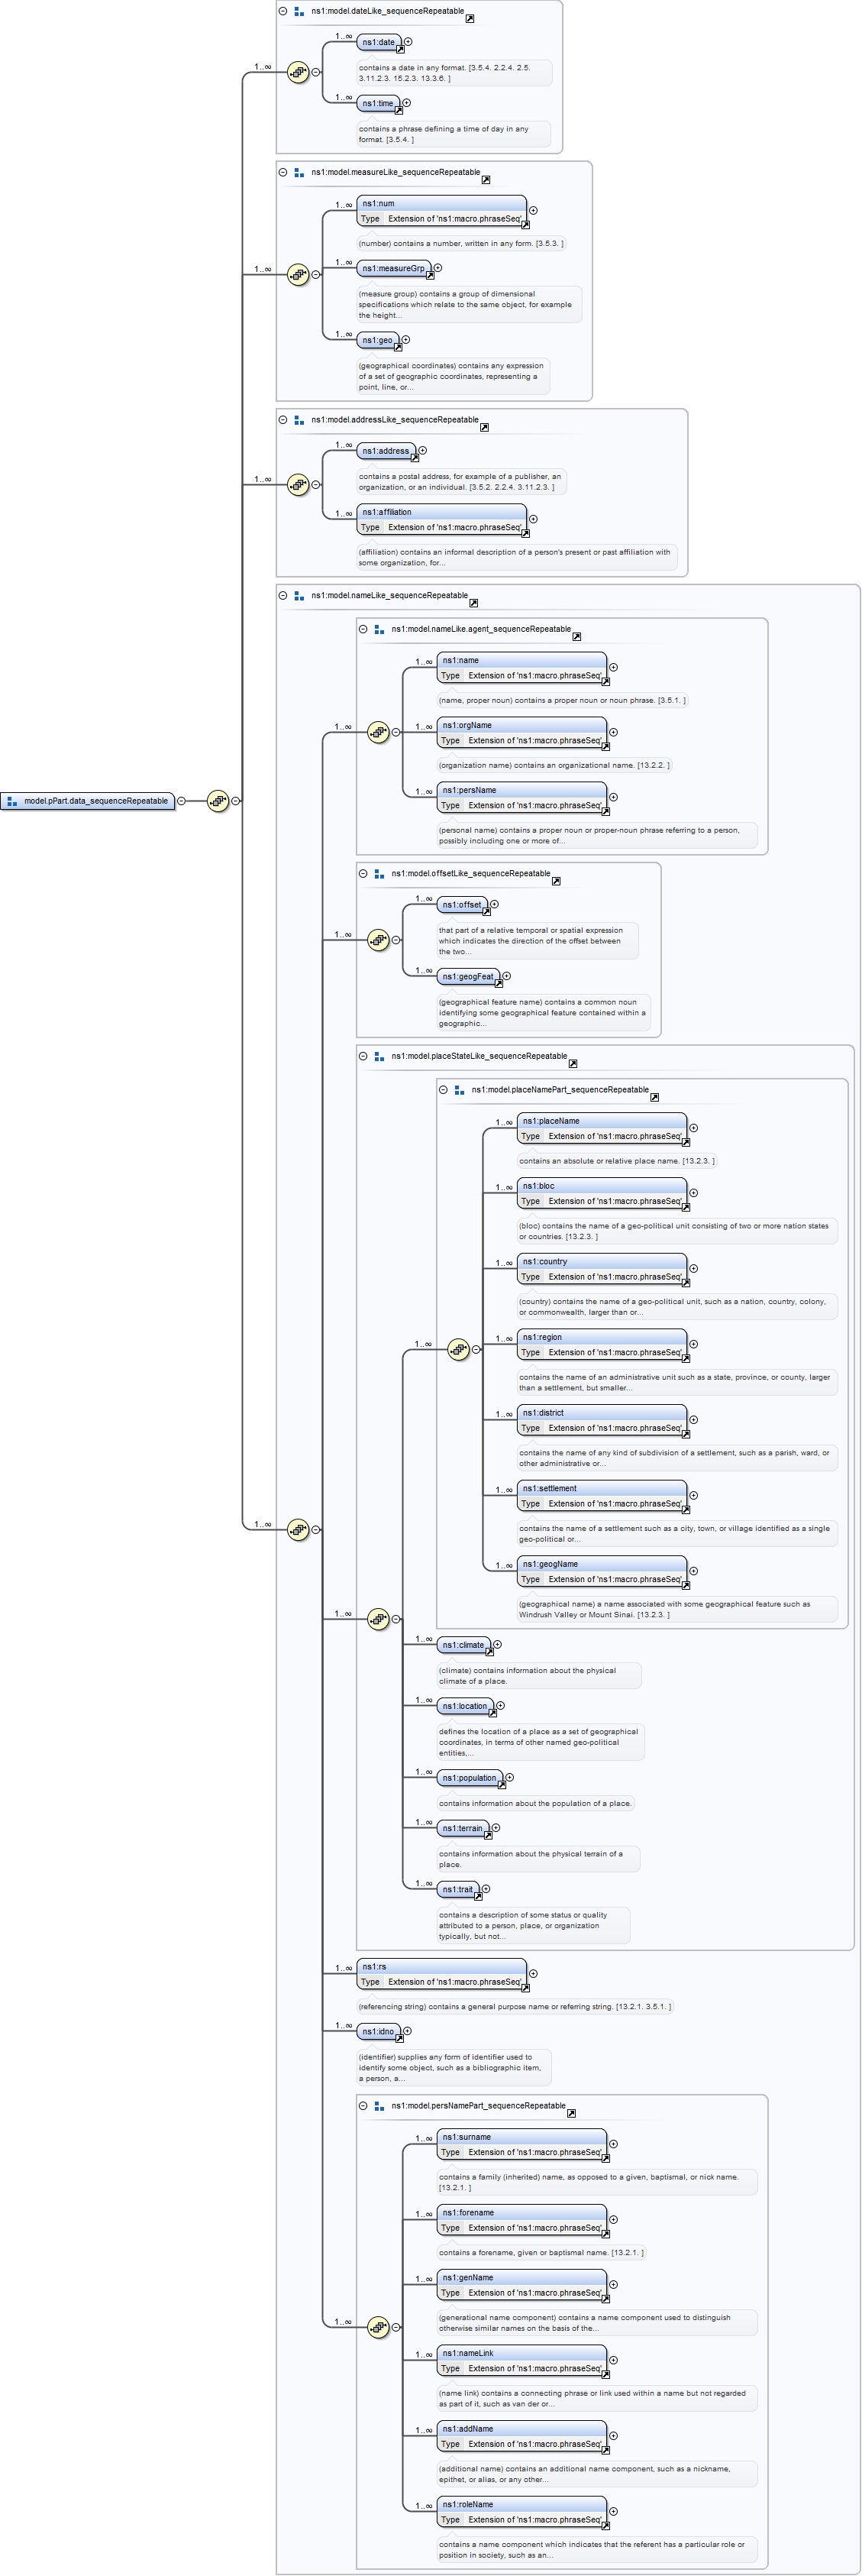 ns1:model.dateLike_sequenceRepeatable
1..∞
ns1:date
contains a date in any format. [3.5.4. 2.2.4. 2.5.
3.11.2.3. 15.2.3. 13.3.6. ]
1..∞
1..∞
ns1:time
contains a phrase defining a time of day in any
format. [3.5.4. ]
ns1:model.measureLike_sequenceRepeatable
1..∞
ns1:num
Type Extension of 'ns1:macro.phraseSeq'
(number) contains a number, written in any form. [3.5.3. ]
1..∞
1..∞
ns1:measureGrp
(measure group) contains a group of dimensional
specifications which relate to the same object, for example
the height...
1..∞
ns1:geo
(geographical coordinates) contains any expression
of a set of geographic coordinates, representing a
point, line, or...
ns1:model.addressLike_sequenceRepeatable
1..∞
ns1:address
contains a postal address, for example of a publisher, an
organization, or an individual. [3.5.2. 2.2.4. 3.11.2.3. ]
1..∞
1..∞
ns1:affiliation
Type Extension of 'ns1:macro.phraseSeq'
(affiliation) contains an informal description of a person's present or past affiliation with
some organization, for...
ns1:model.nameLike_sequenceRepeatable
ns1:model.nameLike.agent_sequenceRepeatable
1..∞
ns1:name
Type Extension of 'ns1:macro.phraseSeq'
(name, proper noun) contains a proper noun or noun phrase. [3.5.1. ]
1..∞
1..∞
ns1:orgName
Type Extension of 'ns1:macro.phraseSeq'
(organization name) contains an organizational name. [13.2.2. ]
1..∞
ns1:persName
Type Extension of 'ns1:macro.phraseSeq'
(personal name) contains a proper noun or proper-noun phrase referring to a person,
possibly including one or more of...
model.pPart.data_sequenceRepeatable
ns1:model.offsetLike_sequenceRepeatable
1..∞
ns1:offset
that part of a relative temporal or spatial expression
which indicates the direction of the offset between
the two...
1..∞
1..∞
ns1:geogFeat
(geographical feature name) contains a common noun
identifying some geographical feature contained within a
geographic...
ns1:model.placeStateLike_sequenceRepeatable
ns1:model.placeNamePart_sequenceRepeatable
1..∞
ns1:placeName
Type Extension of 'ns1:macro.phraseSeq'
contains an absolute or relative place name. [13.2.3. ]
1..∞
ns1:bloc
Type Extension of 'ns1:macro.phraseSeq'
(bloc) contains the name of a geo-political unit consisting of two or more nation states
or countries. [13.2.3. ]
1..∞
ns1:country
Type Extension of 'ns1:macro.phraseSeq'
(country) contains the name of a geo-political unit, such as a nation, country, colony,
or commonwealth, larger than or...
1..∞
1..∞
ns1:region
Type Extension of 'ns1:macro.phraseSeq'
contains the name of an administrative unit such as a state, province, or county, larger
than a settlement, but smaller...
1..∞
ns1:district
Type Extension of 'ns1:macro.phraseSeq'
contains the name of any kind of subdivision of a settlement, such as a parish, ward, or
other administrative or...
1..∞
ns1:settlement
Type Extension of 'ns1:macro.phraseSeq'
contains the name of a settlement such as a city, town, or village identified as a single
geo-political or...
1..∞
1..∞
ns1:geogName
Type Extension of 'ns1:macro.phraseSeq'
(geographical name) a name associated with some geographical feature such as
Windrush Valley or Mount Sinai. [13.2.3. ]
1..∞
1..∞
ns1:climate
(climate) contains information about the physical
climate of a place.
1..∞
ns1:location
defines the location of a place as a set of geographical
coordinates, in terms of other named geo-political
entities,...
1..∞
ns1:population
contains information about the population of a place.
1..∞
ns1:terrain
contains information about the physical terrain of a
place.
1..∞
ns1:trait
contains a description of some status or quality
attributed to a person, place, or organization
typically, but not...
1..∞
ns1:rs
Type Extension of 'ns1:macro.phraseSeq'
(referencing string) contains a general purpose name or referring string. [13.2.1. 3.5.1. ]
1..∞
ns1:idno
(identifier) supplies any form of identifier used to
identify some object, such as a bibliographic item,
a person, a...
ns1:model.persNamePart_sequenceRepeatable
1..∞
ns1:surname
Type Extension of 'ns1:macro.phraseSeq'
contains a family (inherited) name, as opposed to a given, baptismal, or nick name.
[13.2.1. ]
1..∞
ns1:forename
Type Extension of 'ns1:macro.phraseSeq'
contains a forename, given or baptismal name. [13.2.1. ]
1..∞
ns1:genName
Type Extension of 'ns1:macro.phraseSeq'
(generational name component) contains a name component used to distinguish
otherwise similar names on the basis of the...
1..∞
1..∞
ns1:nameLink
Type Extension of 'ns1:macro.phraseSeq'
(name link) contains a connecting phrase or link used within a name but not regarded
as part of it, such as van der or...
1..∞
ns1:addName
Type Extension of 'ns1:macro.phraseSeq'
(additional name) contains an additional name component, such as a nickname,
epithet, or alias, or any other...
1..∞
ns1:roleName
Type Extension of 'ns1:macro.phraseSeq'
contains a name component which indicates that the referent has a particular role or
position in society, such as an...